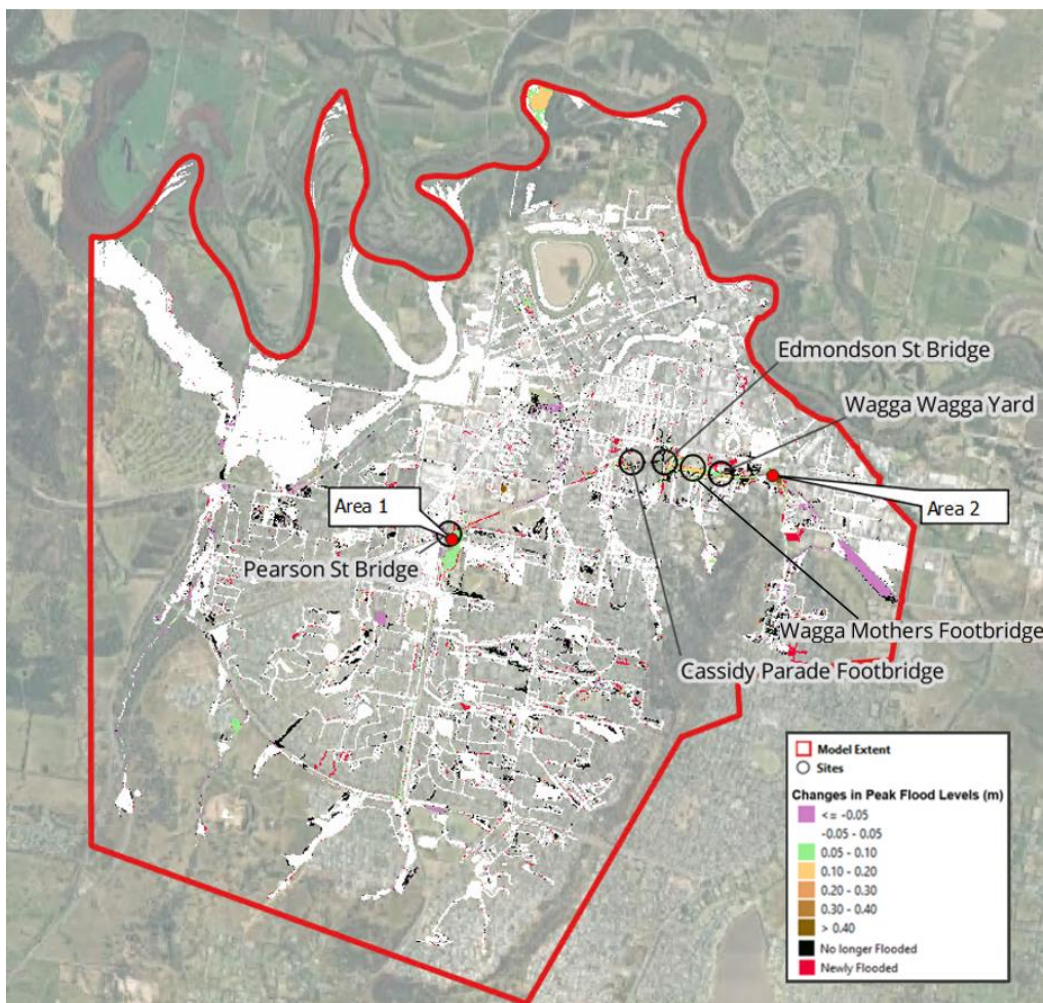 Edmondson St Bridge
Wagga Wagga Yard
Area 1
Area 2
Pearson St Bridge
Wagga Mothers Footbridge
Cassidy Parade Footbridge
Model Extent
Sites
Changes in Peak Flood Levels (m)
<= -0.05
-0.05 - 0.05
0.05 - 0.10
0.10 - 0.20
0.20 - 0.30
0.30 - 0.40
> 0.40
No longer Flooded
Newly Flooded